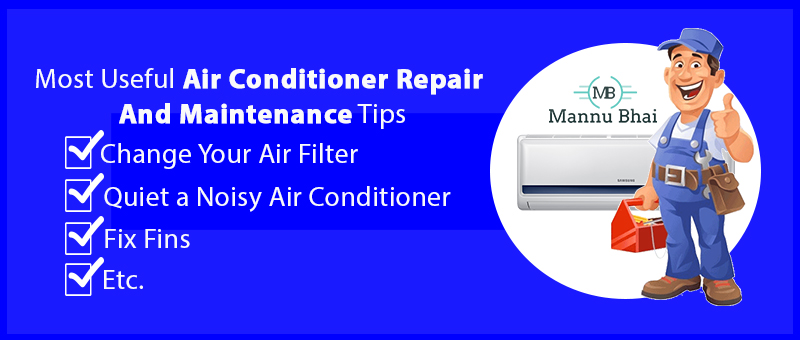 Most Useful Air Conditioner Repair
And Maintenance Tips
Change Your Air Filter
Quiet a Noisy Air Conditioner
Fix Fins
Etc.
MB
Mannu Bhai
SAMSUNG